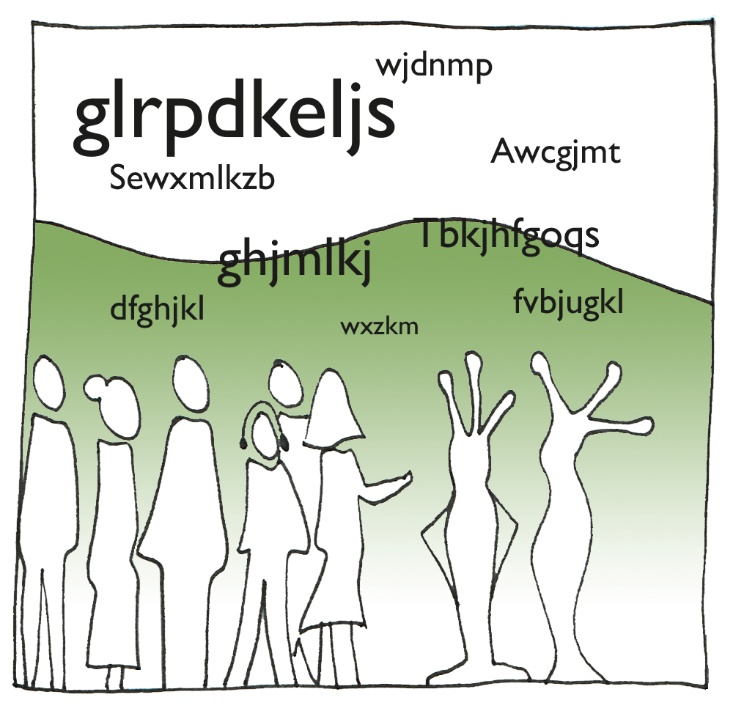 wjdnmp
glrpdkeljs
Awcgjmt
Sewxmlkzb
Tbkjhfgoqs
ghjmlkj
dfghjkl
fvbjugkl
wxzkm